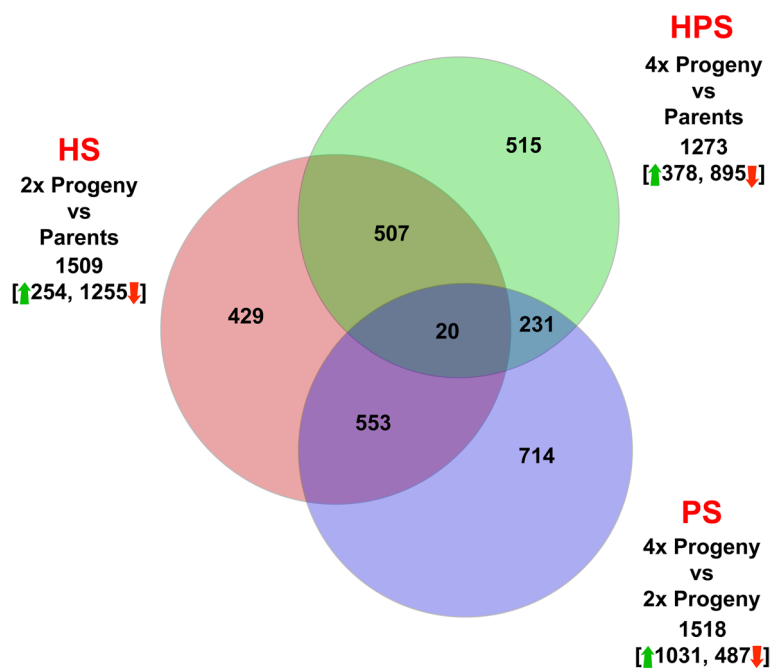 HPS
4x Progeny
vs
Parents
1273
[⬆378, 895⬇]
HS
2x Progeny
vs
Parents
1509
[⬆254, 1255⬇]
515
507
429
20
231
553
714
PS
4x Progeny
vs
2x Progeny
1518
[⬆1031, 487⬇]